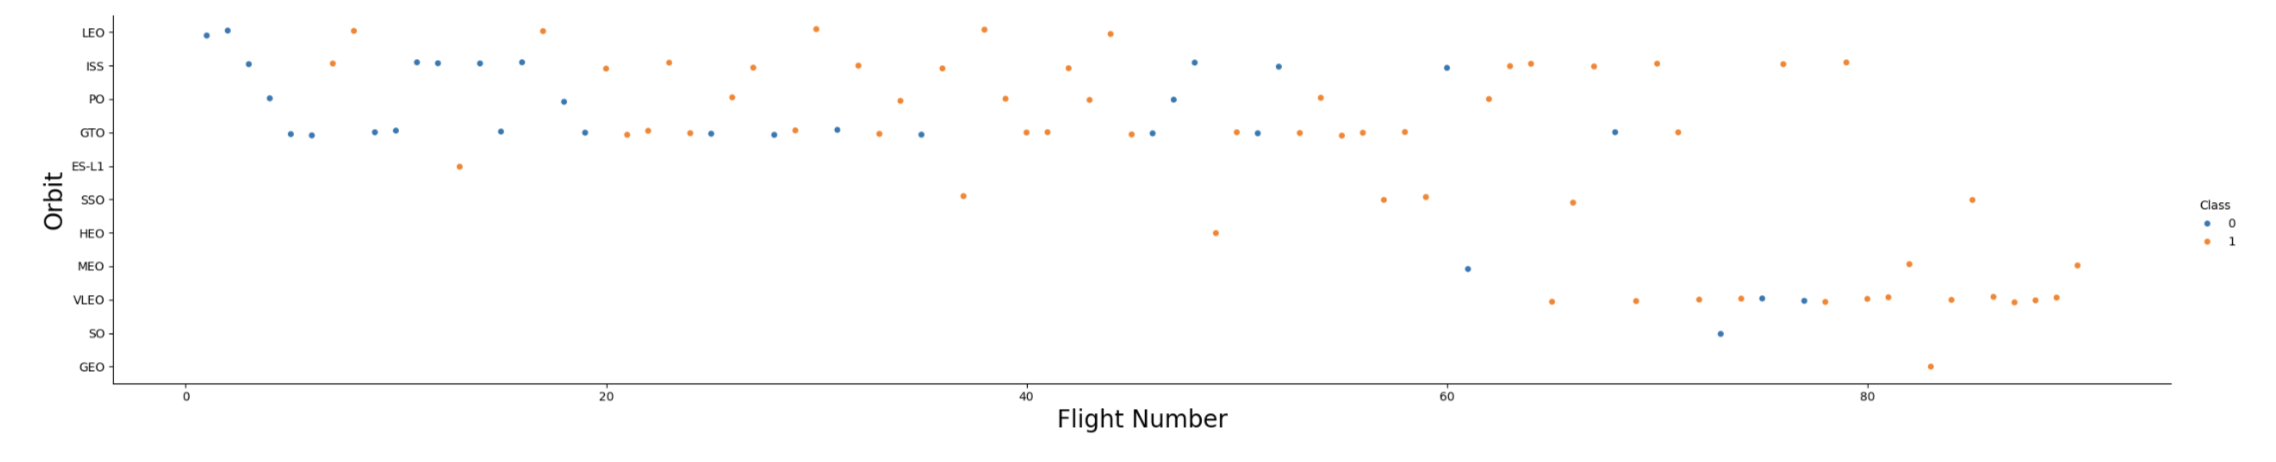 LEO
ISS
PO
GTO
ES-L1
SSO
HEO
MEO
VLEO
SO
GEO
Orbit
0 20 40 60 80
Flight Number
Class
0
1